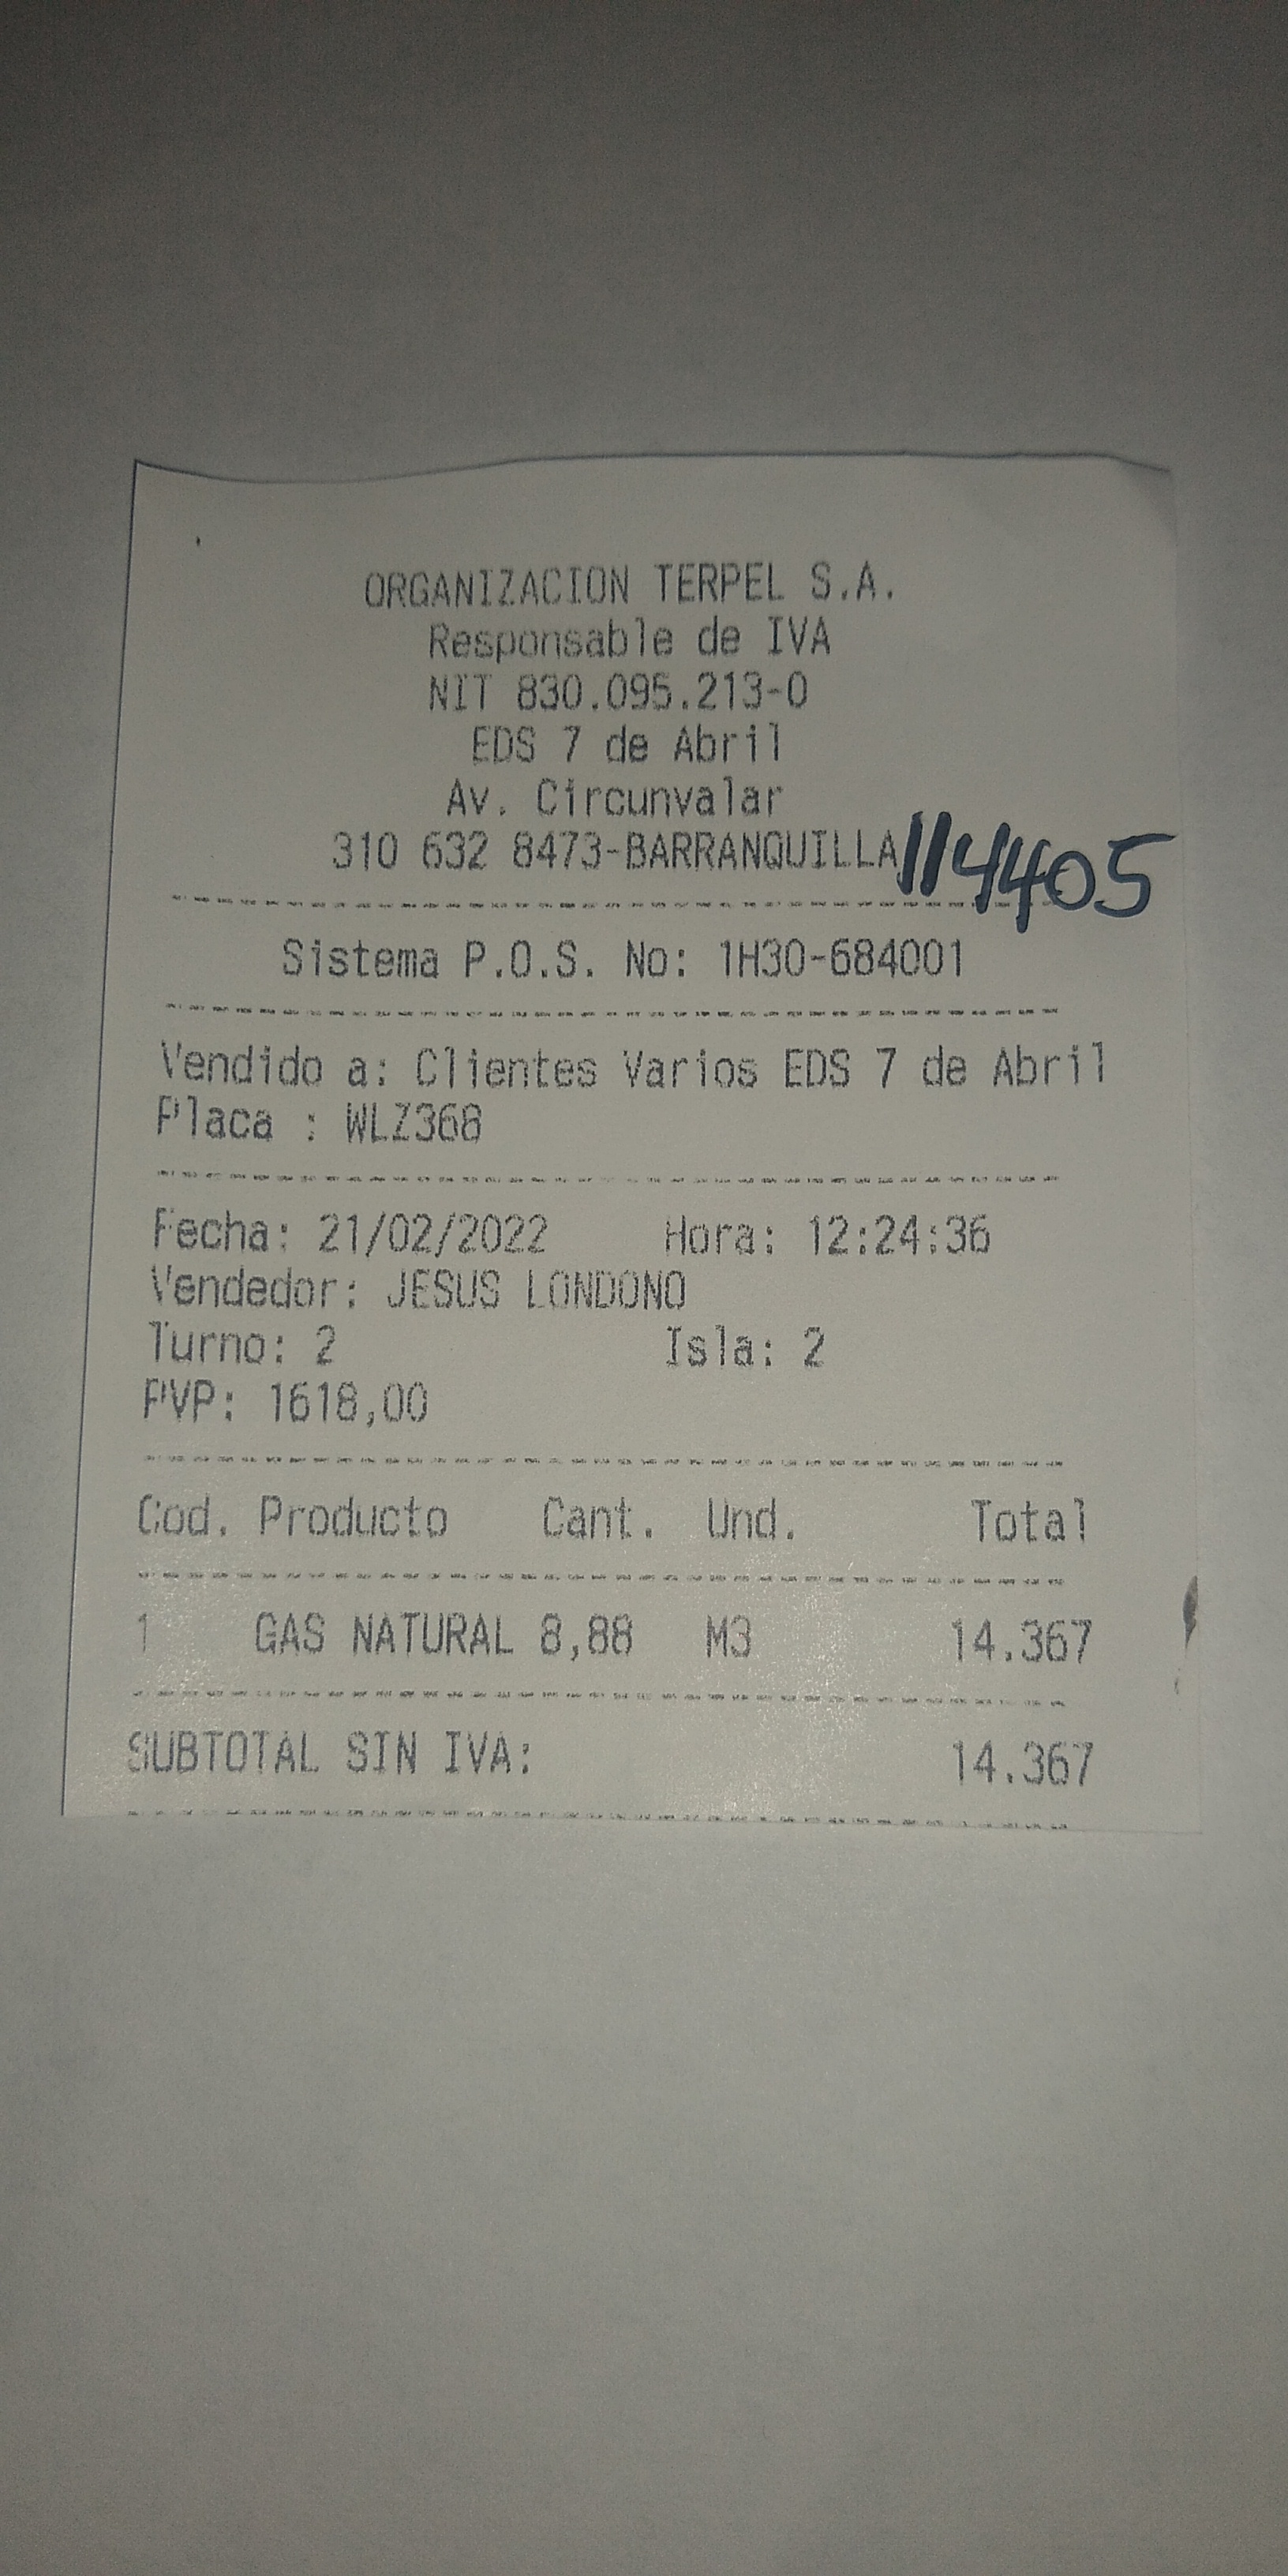 ORGANIZACION TERPEL S.A.
Responsable de IVA
NIT 830.095.213-0
EDS 7 de Abril
Av. Circunvalar
310 632 8473-BARRANQUILLA 114405
Sistema P.O.S. No: 1H30-684001
Vendido a: Clientes Varios EDS 7 de Abril
Placa : WLZ368
Fecha: 21/02/2022 Hora: 12:24:36
Vendedor: JESUS LONDONO
Turno: 2 Isla: 2
PVP: 1618,00
Cod. Producto Cant. Und. Total
1 GAS NATURAL 8,88 M3 14.367
SUBTOTAL SIN IVA: 14.367